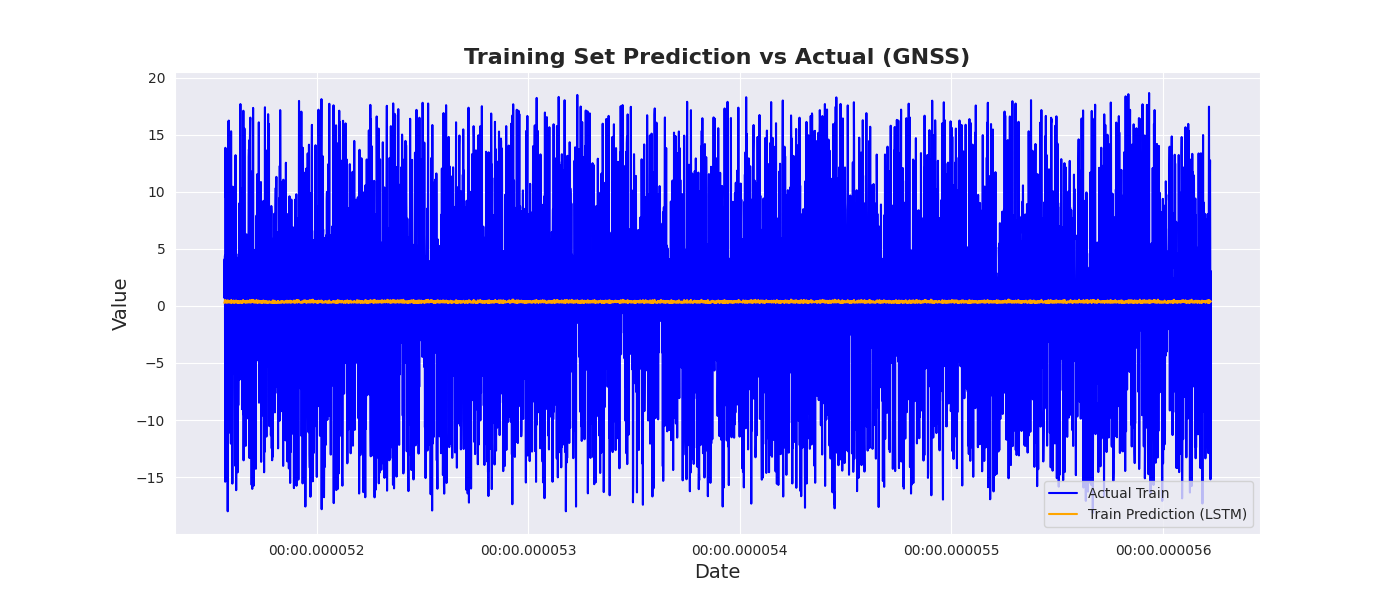 Training Set Prediction vs Actual (GNSS)
20
15
10
5
0
−5
−10
−15
Value
00:00.000052
00:00.000053
00:00.000054
00:00.000055
00:00.000056
Date
Actual Train
Train Prediction (LSTM)